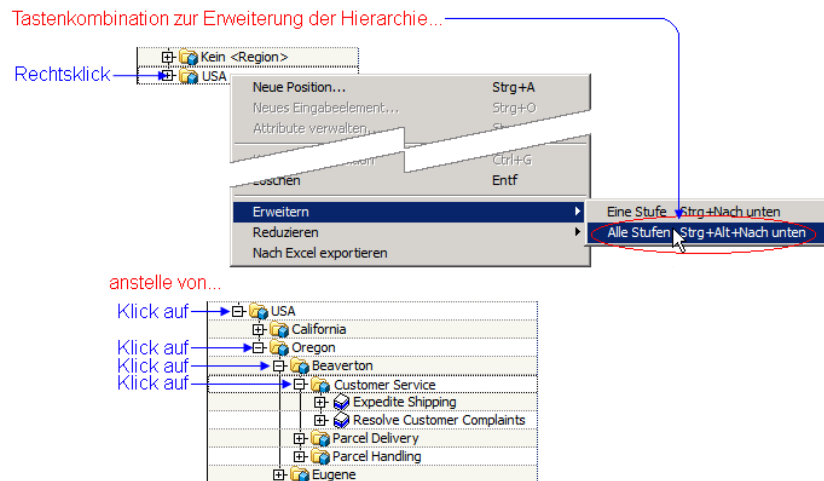 Tastenkombination zur Erweiterung der Hierarchie...
Kein <Region>
Rechtsklick
USA
Neue Position... Strg+A
Neues Eingabeelement... Strg+O
Attribute verwalten...
Ctrl+G
Löschen Entf
Erweitern
Eine Stufe Strg+Nach unten
Reduzieren
Alle Stufen Strg+Alt+Nach unten
Nach Excel exportieren
anstelle von...
Klick auf USA
California
Klick auf Oregon
Klick auf Beaverton
Klick auf Customer Service
Expedite Shipping
Resolve Customer Complaints
Parcel Delivery
Parcel Handling
Eugene